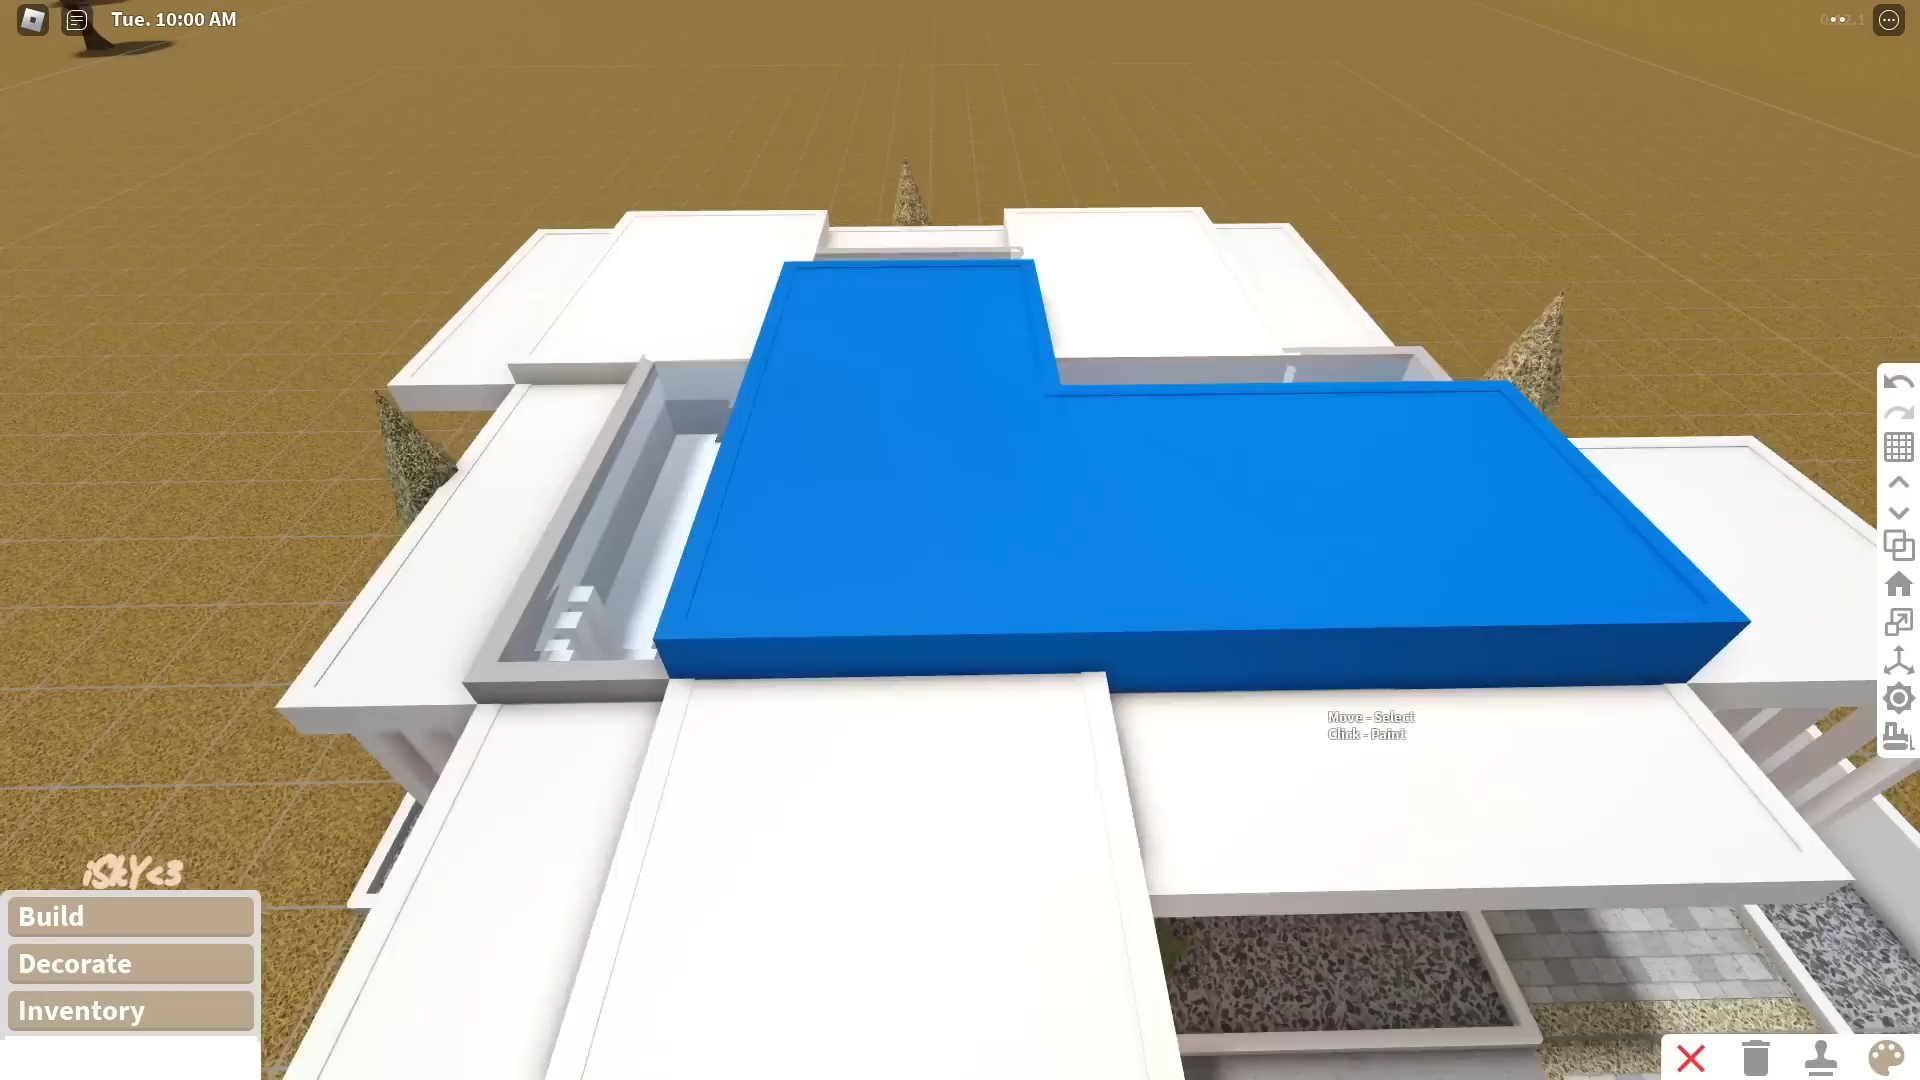 Tue. 10:00 AM
Move - Select
Click - Paint
iSkY<3
Build
Decorate
Inventory